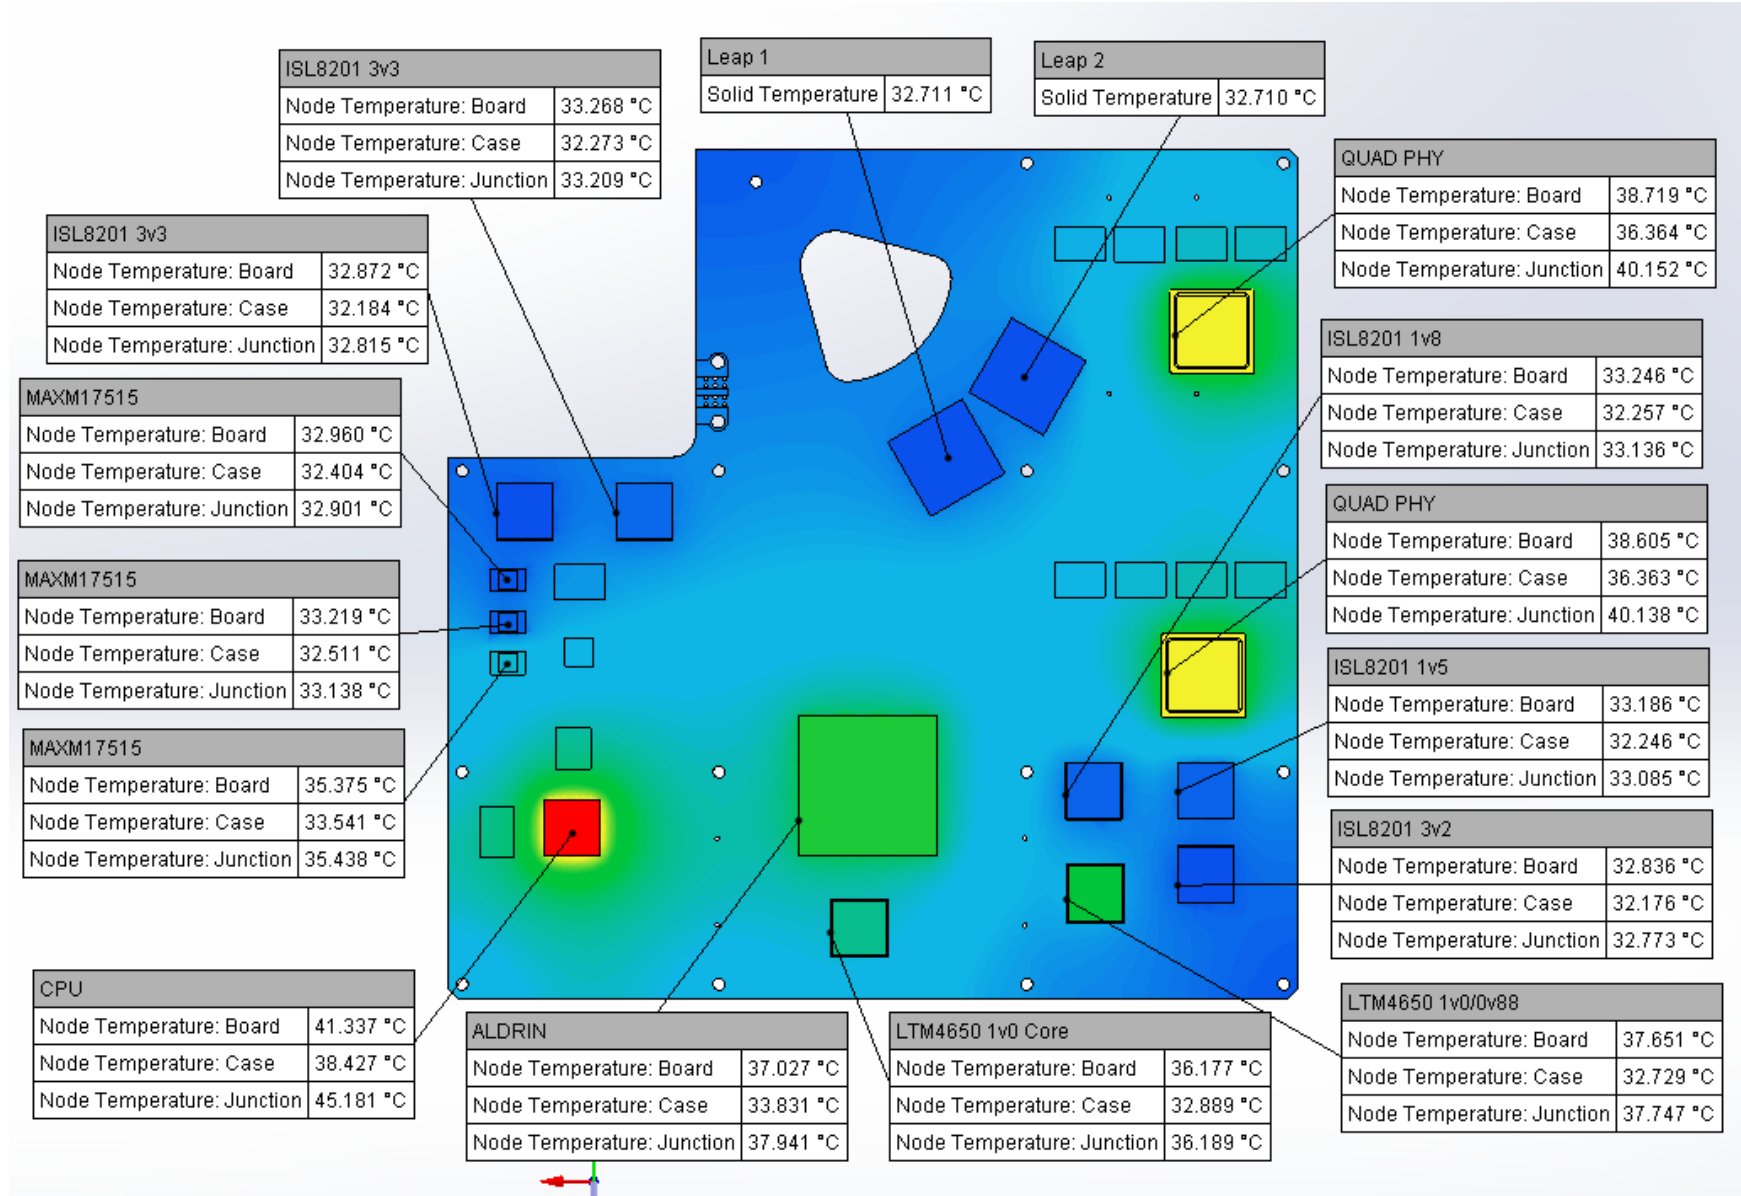 ISL8201 3v3
Node Temperature: Board 33.268 °C
Node Temperature: Case 32.273 °C
Node Temperature: Junction 33.209 °C
Leap 1
Solid Temperature 32.711 °C
Leap 2
Solid Temperature 32.710 °C
QUAD PHY
Node Temperature: Board 38.719 °C
Node Temperature: Case 36.364 °C
Node Temperature: Junction 40.152 °C
ISL8201 3v3
Node Temperature: Board 32.872 °C
Node Temperature: Case 32.184 °C
Node Temperature: Junction 32.815 °C
ISL8201 1v8
Node Temperature: Board 33.246 °C
Node Temperature: Case 32.257 °C
Node Temperature: Junction 33.136 °C
MAXM17515
Node Temperature: Board 32.960 °C
Node Temperature: Case 32.404 °C
Node Temperature: Junction 32.901 °C
QUAD PHY
Node Temperature: Board 38.605 °C
Node Temperature: Case 36.363 °C
Node Temperature: Junction 40.138 °C
MAXM17515
Node Temperature: Board 33.219 °C
Node Temperature: Case 32.511 °C
Node Temperature: Junction 33.138 °C
ISL8201 1v5
Node Temperature: Board 33.186 °C
Node Temperature: Case 32.246 °C
Node Temperature: Junction 33.085 °C
MAXM17515
Node Temperature: Board 35.375 °C
Node Temperature: Case 33.541 °C
Node Temperature: Junction 35.438 °C
ISL8201 3v2
Node Temperature: Board 32.836 °C
Node Temperature: Case 32.176 °C
Node Temperature: Junction 32.773 °C
CPU
Node Temperature: Board 41.337 °C
Node Temperature: Case 38.427 °C
Node Temperature: Junction 45.181 °C
ALDRIN
Node Temperature: Board 37.027 °C
Node Temperature: Case 33.831 °C
Node Temperature: Junction 37.941 °C
LTM4650 1v0 Core
Node Temperature: Board 36.177 °C
Node Temperature: Case 32.889 °C
Node Temperature: Junction 36.189 °C
LTM4650 1v0/0v88
Node Temperature: Board 37.651 °C
Node Temperature: Case 32.729 °C
Node Temperature: Junction 37.747 °C